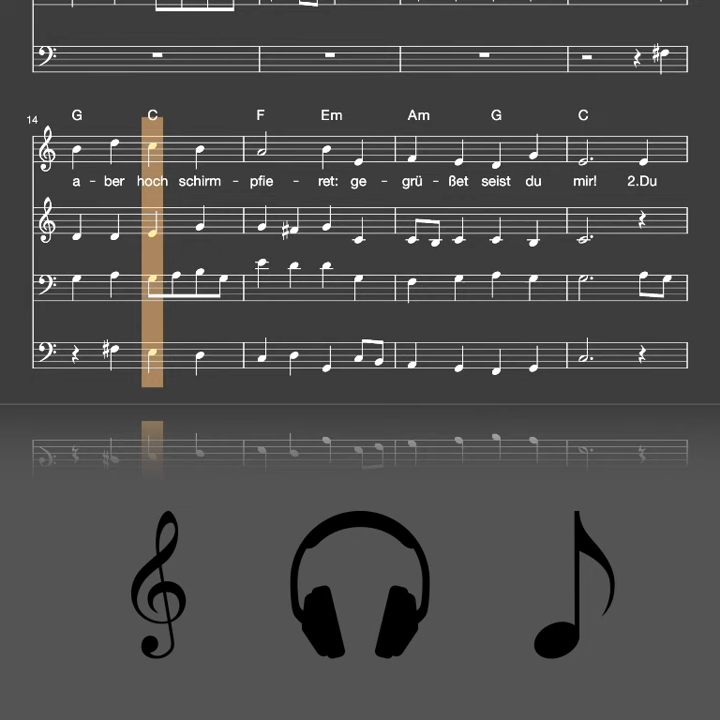 G C F Em Am G C
14
a - ber hoch schirm - pfie - ret: ge - grü - ßet seist du mir! 2.Du